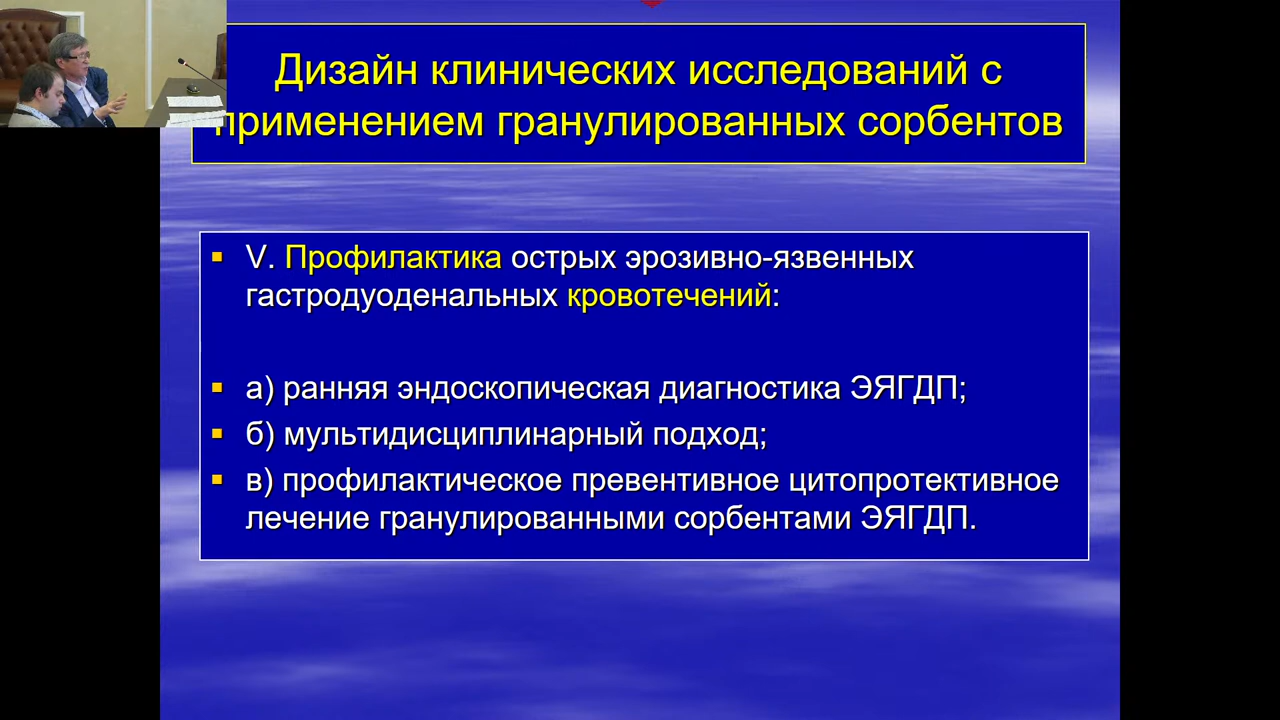 Дизайн клинических исследований с
применением гранулированных сорбентов
V. Профилактика острых эрозивно-язвенных
гастродуоденальных кровотечений:
а) ранняя эндоскопическая диагностика ЭЯГДП;
б) мультидисциплинарный подход;
в) профилактическое превентивное цитопротективное
лечение гранулированными сорбентами ЭЯГДП.